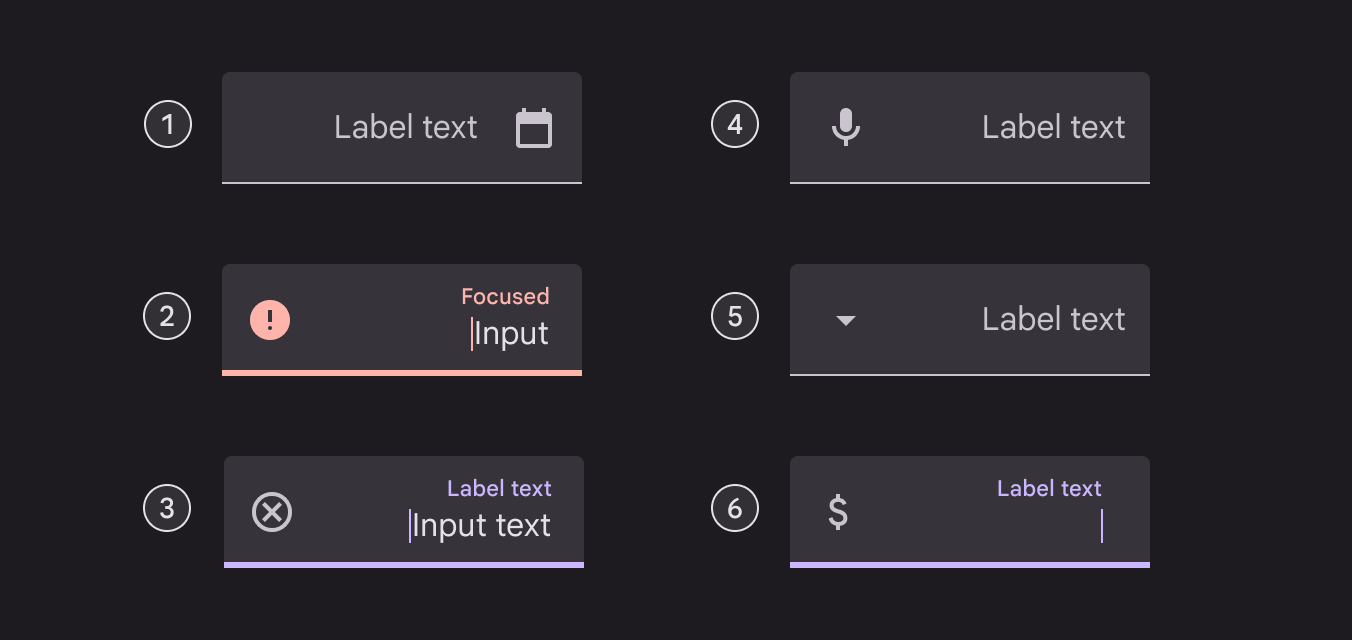 1
Label text
2
Focused
Input
3
Label text
Input text
4
Label text
5
Label text
6
Label text
$